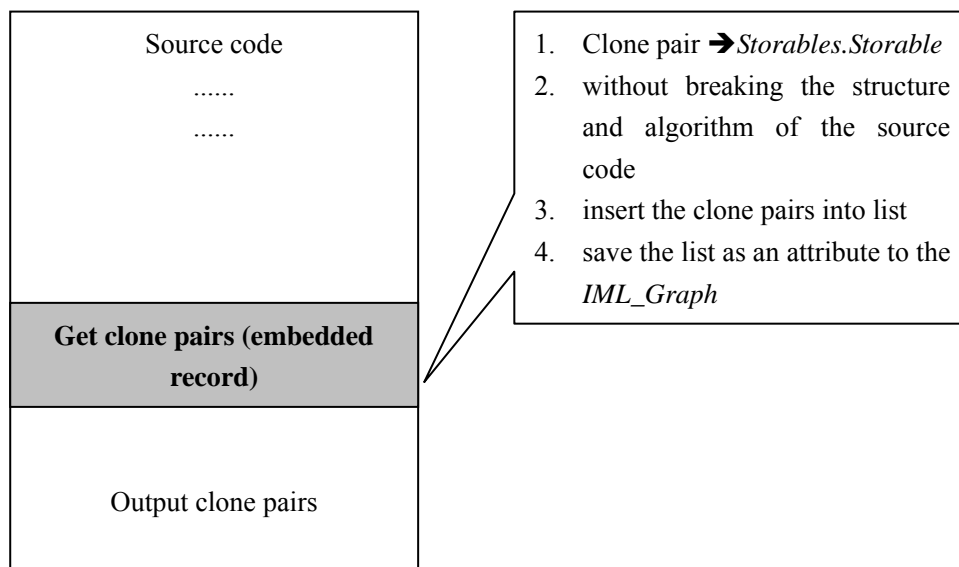 Source code
......
......
Get clone pairs (embedded
record)
Output clone pairs
1. Clone pair ➔Storables.Storable
2. without breaking the structure
and algorithm of the source
code
3. insert the clone pairs into list
4. save the list as an attribute to the
IML_Graph